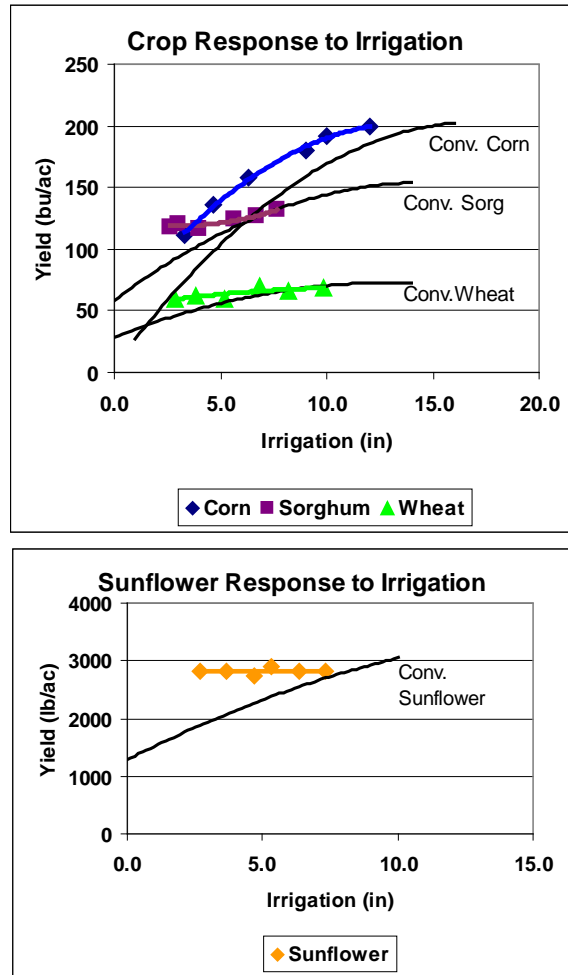 Crop Response to Irrigation
250
200
150
100
50
0
Yield (bu/ac)
Conv. Corn
Conv. Sorg
Conv.Wheat
0.0 5.0 10.0 15.0 20.0
Irrigation (in)
Corn Sorghum Wheat
Sunflower Response to Irrigation
4000
3000
2000
1000
0
Yield (lb/ac)
Conv.
Sunflower
0.0 5.0 10.0 15.0
Irrigation (in)
Sunflower